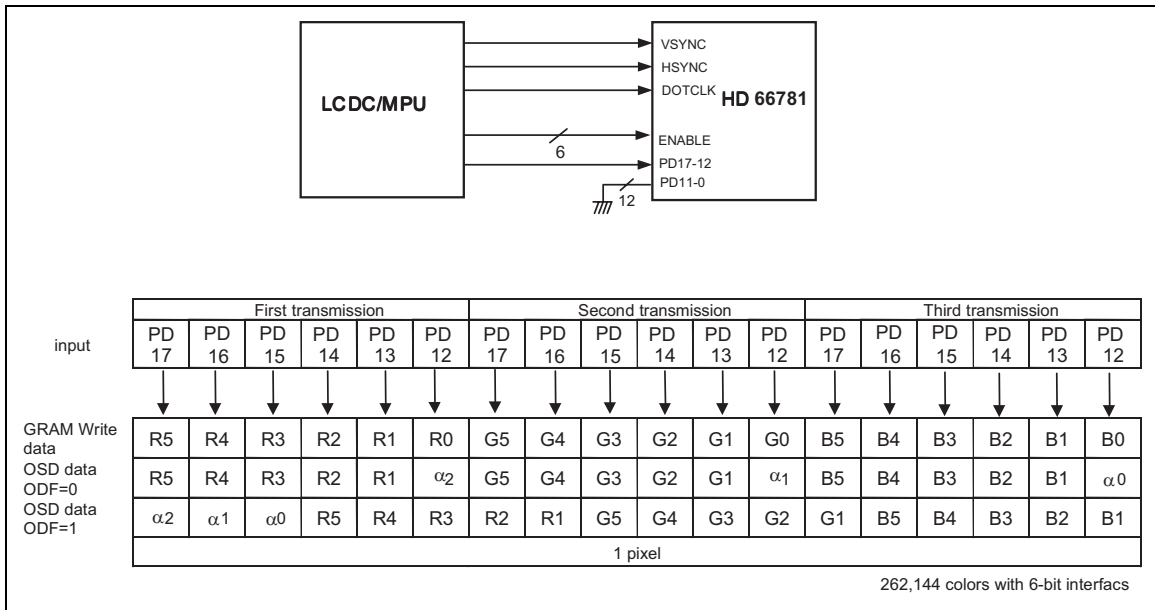 VSYNC
HSYNC
DOTCLK
LCDC/MPU
HD 66781
ENABLE
6
PD17-12
PD11-0
12
First transmission Second transmission Third transmission
input PD 17 PD 16 PD 15 PD 14 PD 13 PD 12 PD 17 PD 16 PD 15 PD 14 PD 13 PD 12 PD 17 PD 16 PD 15 PD 14 PD 13 PD 12
GRAM Write data R5 R4 R3 R2 R1 R0 G5 G4 G3 G2 G1 G0 B5 B4 B3 B2 B1 B0
OSD data ODF=0 R5 R4 R3 R2 R1 α2 G5 G4 G3 G2 G1 α1 B5 B4 B3 B2 B1 α0
OSD data ODF=1 α2 α1 α0 R5 R4 R3 R2 R1 G5 G4 G3 G2 G1 B5 B4 B3 B2 B1
1 pixel
262,144 colors with 6-bit interfacs